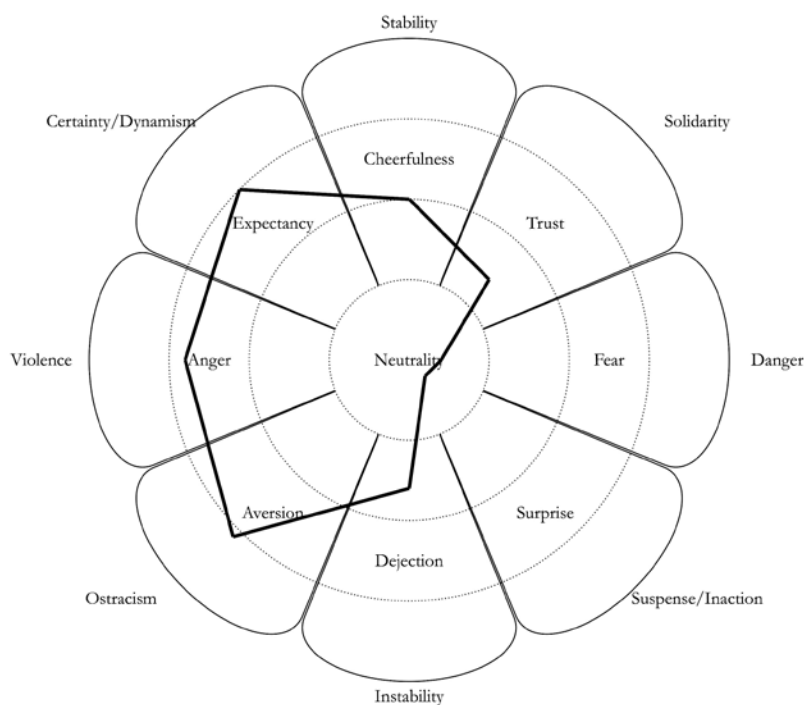 Stability
Certainty/Dynamism
Solidarity
Cheerfulness
Expectancy
Trust
Violence
Anger
Neutrality
Fear
Danger
Aversion
Surprise
Dejection
Ostracism
Suspense/Inaction
Instability